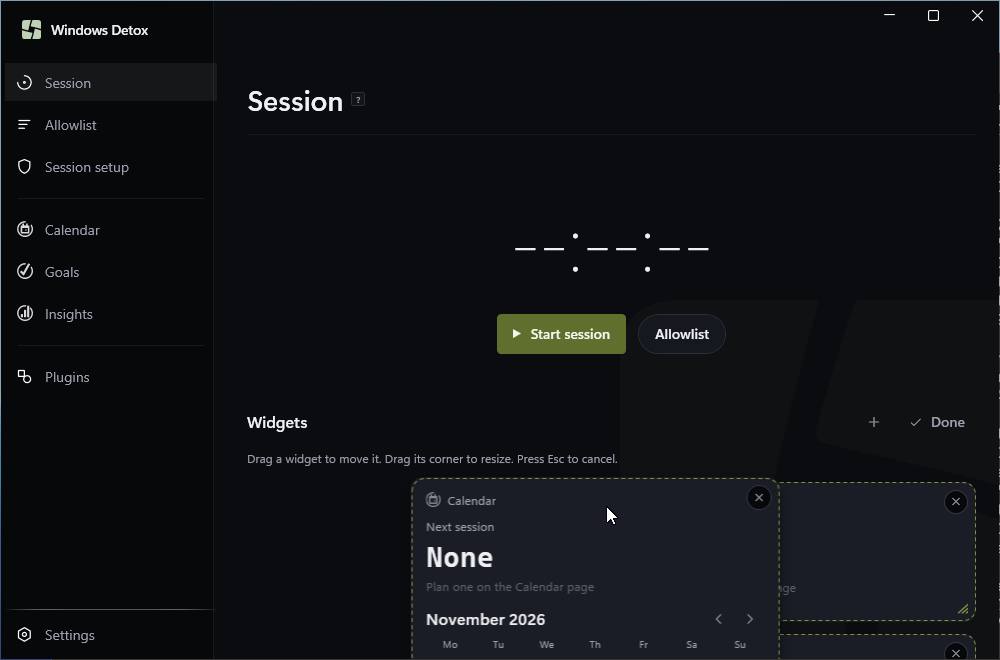 Windows Detox
Session
Allowlist
Session setup
Calendar
Goals
Insights
Plugins
Settings
Session ?
--:--:--
Start session
Allowlist
Widgets
Done
Drag a widget to move it. Drag its corner to resize. Press Esc to cancel.
Calendar
Next session
None
Plan one on the Calendar page
November 2026
Mo Tu We Th Fr Sa Su